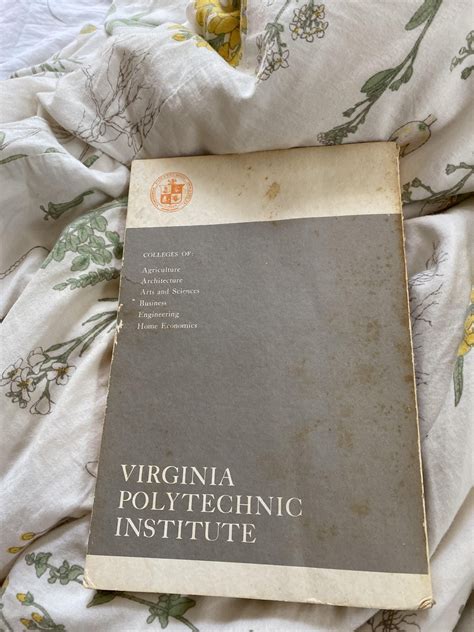 COLLEGES OF:
Agriculture
Architecture
Arts and Sciences
Business
Engineering
Home Economics
VIRGINIA
POLYTECHNIC
INSTITUTE